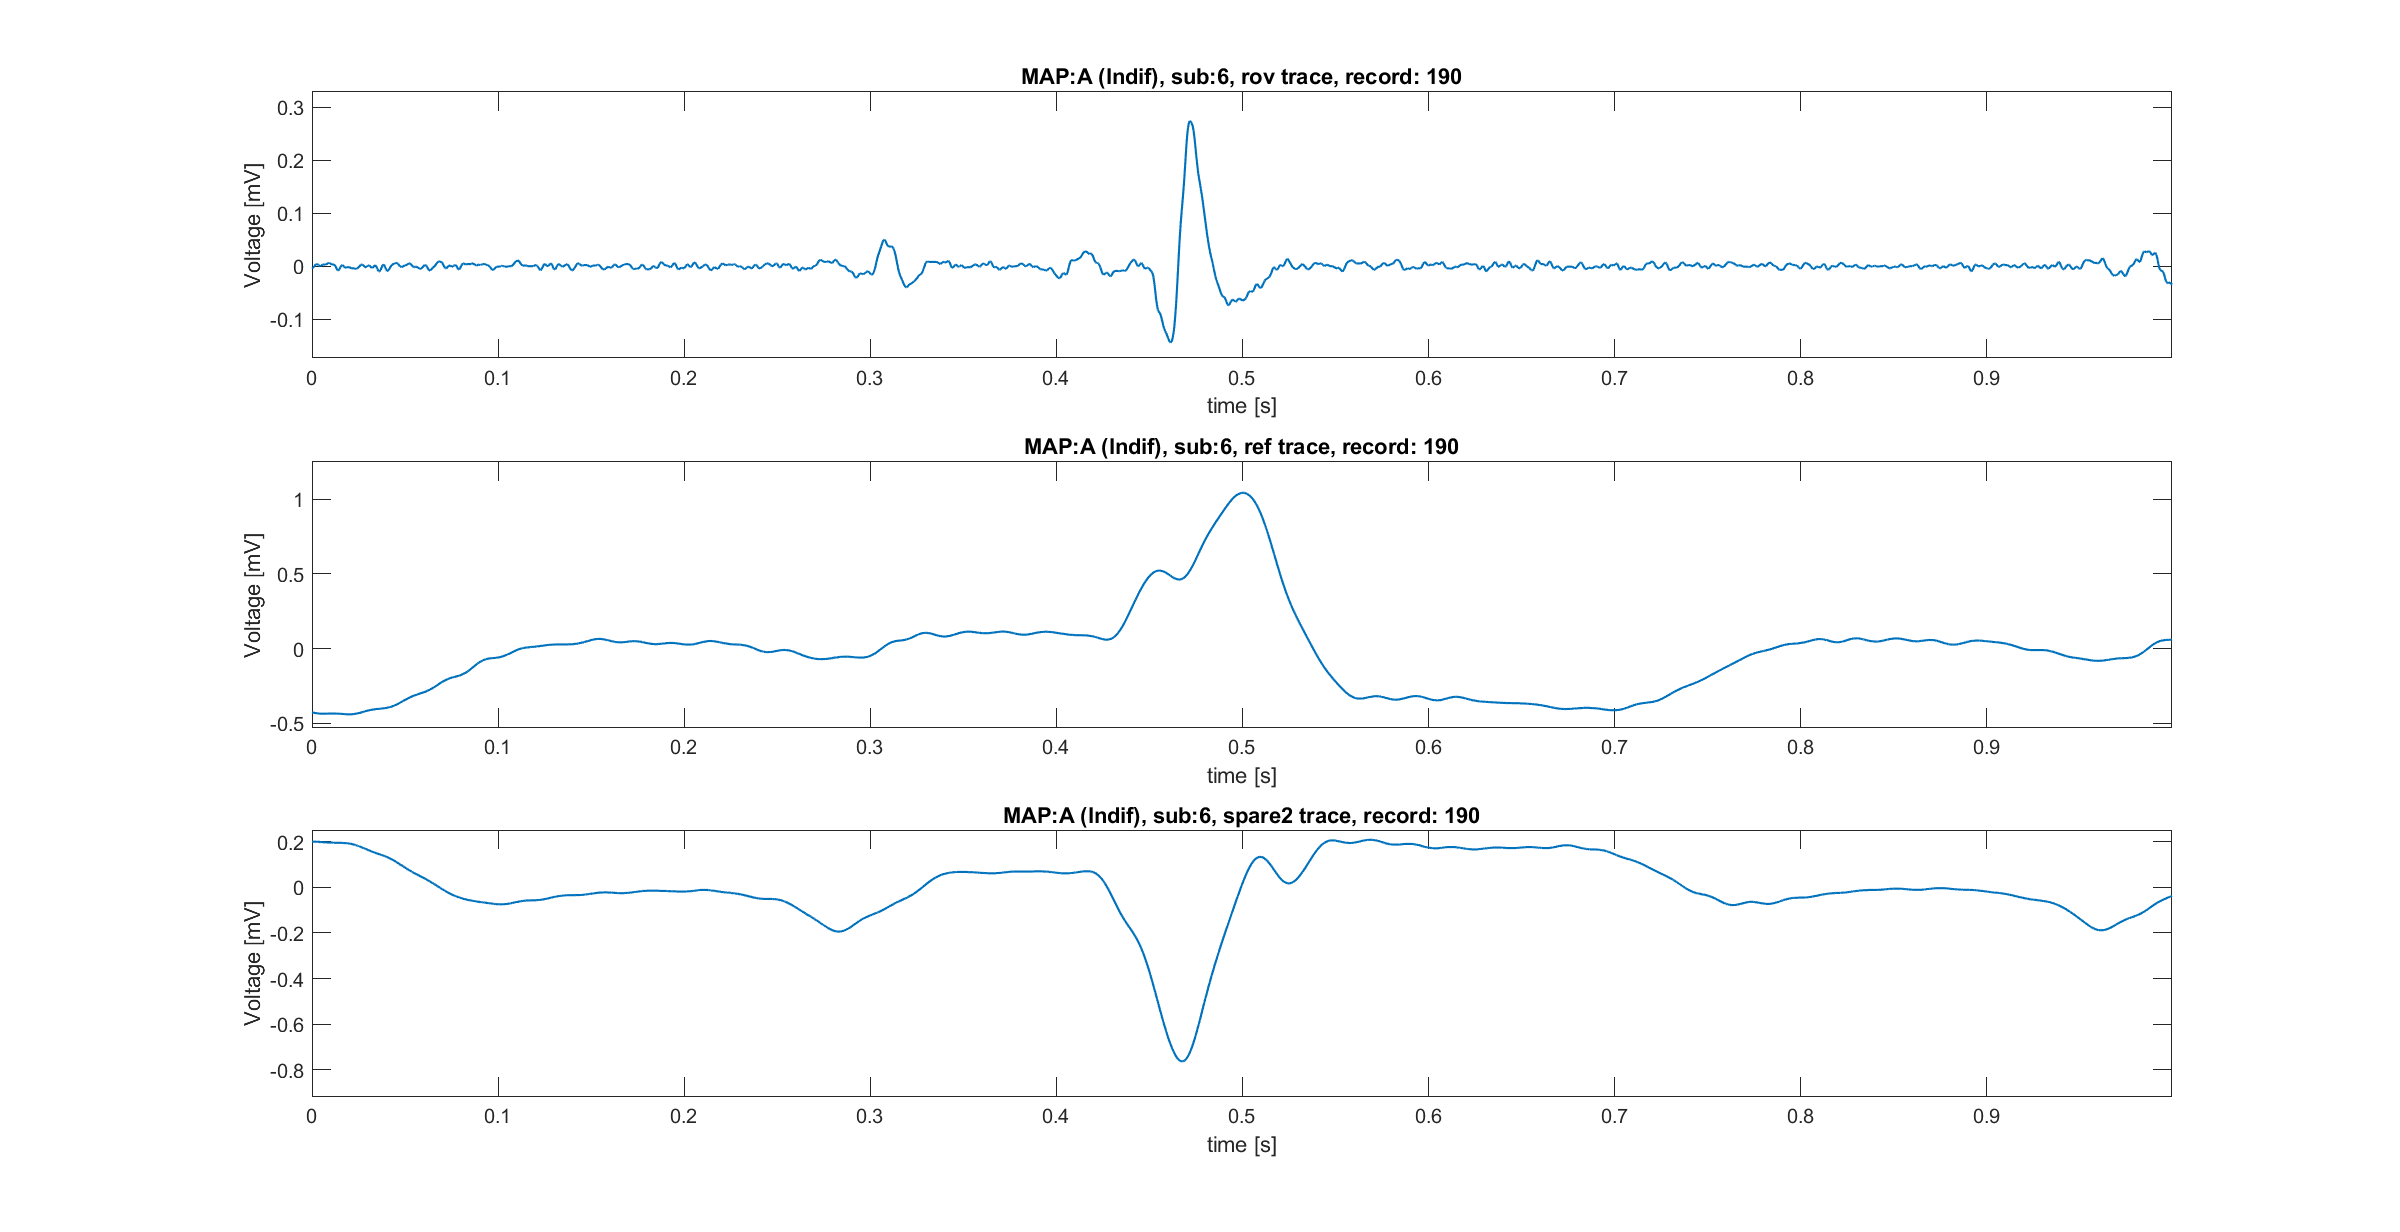 MAP:A (Indif), sub:6, rov trace, record: 190
Voltage [mV]
0.3
0.2
0.1
0
-0.1
0 0.1 0.2 0.3 0.4 0.5 0.6 0.7 0.8 0.9
time [s]
MAP:A (Indif), sub:6, ref trace, record: 190
Voltage [mV]
1
0.5
0
-0.5
0 0.1 0.2 0.3 0.4 0.5 0.6 0.7 0.8 0.9
time [s]
MAP:A (Indif), sub:6, spare2 trace, record: 190
Voltage [mV]
0.2
0
-0.2
-0.4
-0.6
-0.8
0 0.1 0.2 0.3 0.4 0.5 0.6 0.7 0.8 0.9
time [s]